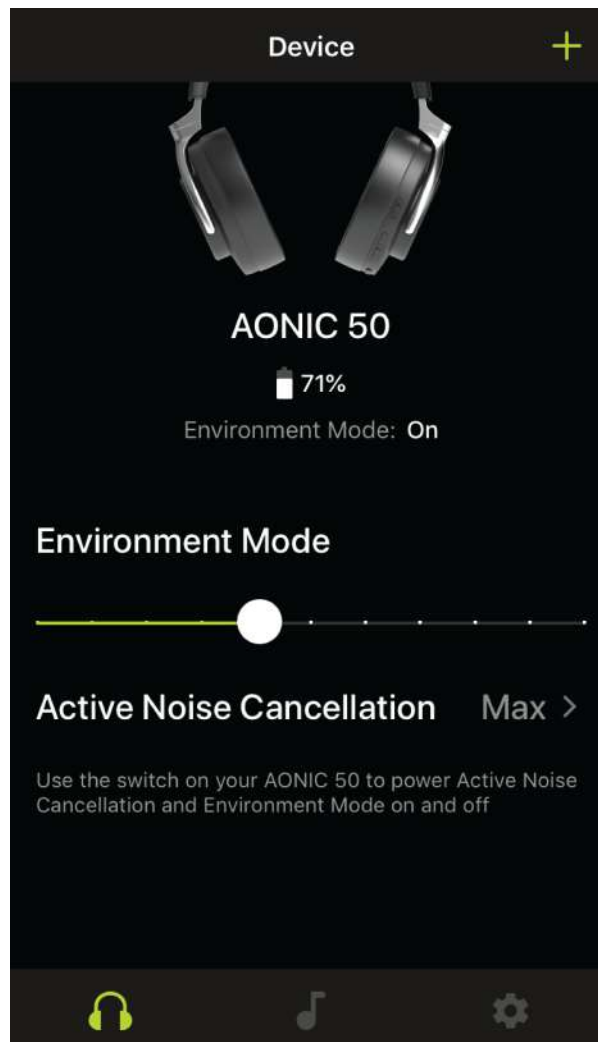 Device
AONIC 50
71%
Environment Mode: On
Environment Mode
Active Noise Cancellation Max >
Use the switch on your AONIC 50 to power Active Noise
Cancellation and Environment Mode on and off